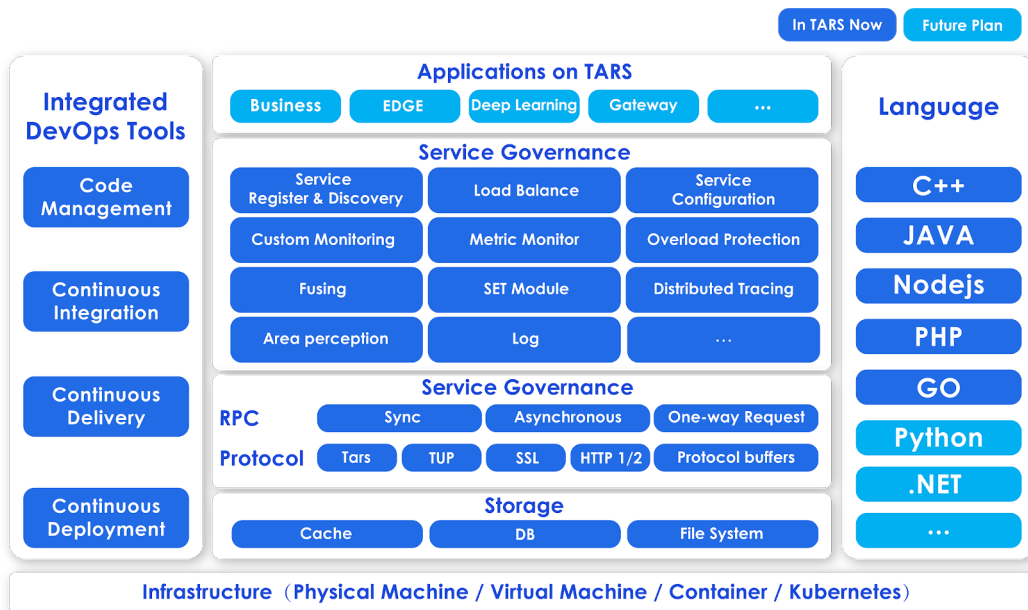 In TARS Now
Future Plan
Integrated
DevOps Tools
Code
Management
Continuous
Integration
Continuous
Delivery
Continuous
Deployment
Applications on TARS
Business
EDGE
Deep Learning
Gateway
...
Service Governance
Service
Register & Discovery
Load Balance
Service
Configuration
Custom Monitoring
Metric Monitor
Overload Protection
Fusing
SET Module
Distributed Tracing
Area perception
Log
...
Service Governance
RPC
Sync
Asynchronous
One-way Request
Protocol
Tars
TUP
SSL
HTTP 1/2
Protocol buffers
Storage
Cache
DB
File System
Language
C++
JAVA
Nodejs
PHP
GO
Python
.NET
...
Infrastructure（Physical Machine / Virtual Machine / Container / Kubernetes）